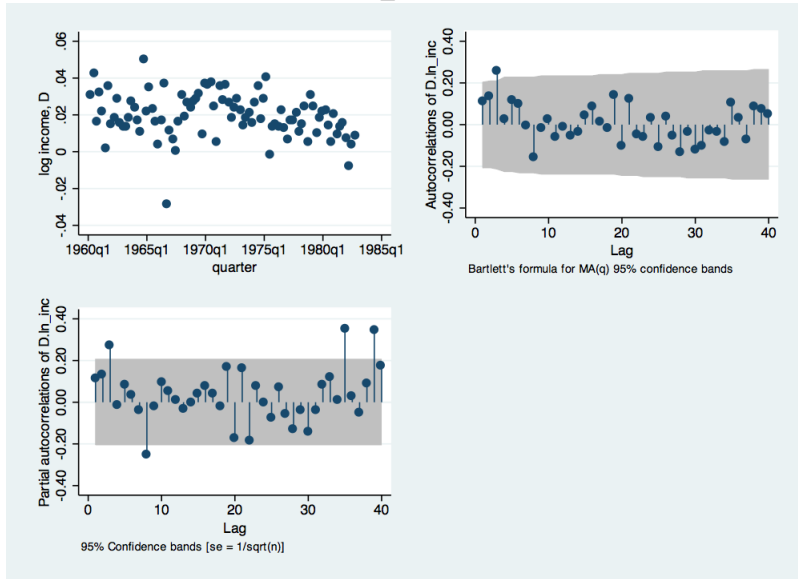 log income, D
.06
.04
.02
0
-.02
-.04
1960q1 1965q1 1970q1 1975q1 1980q1 1985q1
quarter
Autocorrelations of D.ln_inc
0.40
0.20
0.00
-0.20
-0.40
0 10 20 30 40
Lag
Bartlett's formula for MA(q) 95% confidence bands
Partial autocorrelations of D.ln_inc
0.40
0.20
0.00
-0.20
-0.40
0 10 20 30 40
Lag
95% Confidence bands [se = 1/sqrt(n)]